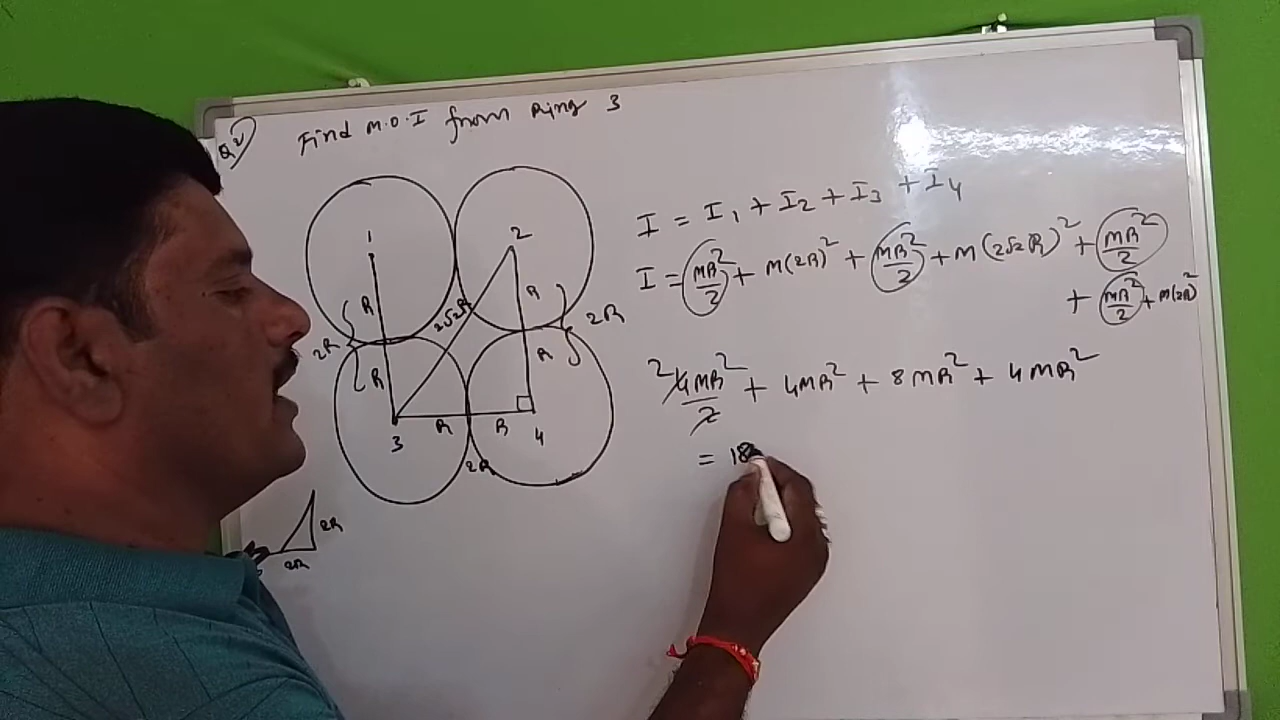 Q2) Find M.O.I from Ring 3
I = I₁ + I₂ + I₃ + I₄
I = MR²/2 + M(2R)² + MR²/2 + M(2√2R)² + MR²/2
+ MR²/2 + M(2R)²
2 4MR²/2 + 4MR² + 8MR² + 4MR²
= 18
1
2
R
R
2√2R
2R
2R
R
R
3
R
R
4
2R
2R
2R